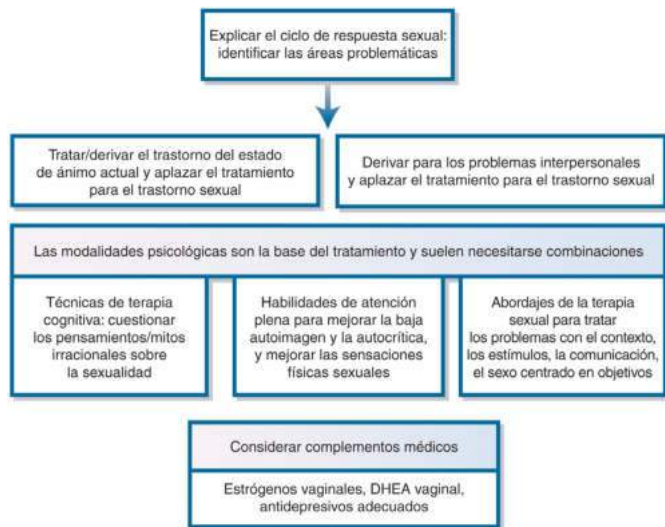 Explicar el ciclo de respuesta sexual:
identificar las áreas problemáticas
Tratar/derivar el trastorno del estado
de ánimo actual y aplazar el tratamiento
para el trastorno sexual
Derivar para los problemas interpersonales
y aplazar el tratamiento para el trastorno sexual
Las modalidades psicológicas son la base del tratamiento y suelen necesitarse combinaciones
Técnicas de terapia
cognitiva: cuestionar
los pensamientos/mitos
irracionales sobre
la sexualidad
Habilidades de atención
plena para mejorar la baja
autoimagen y la autocrítica,
y mejorar las sensaciones
físicas sexuales
Abordajes de la terapia
sexual para tratar
los problemas con el contexto,
los estímulos, la comunicación,
el sexo centrado en objetivos
Considerar complementos médicos
Estrógenos vaginales, DHEA vaginal,
antidepresivos adecuados